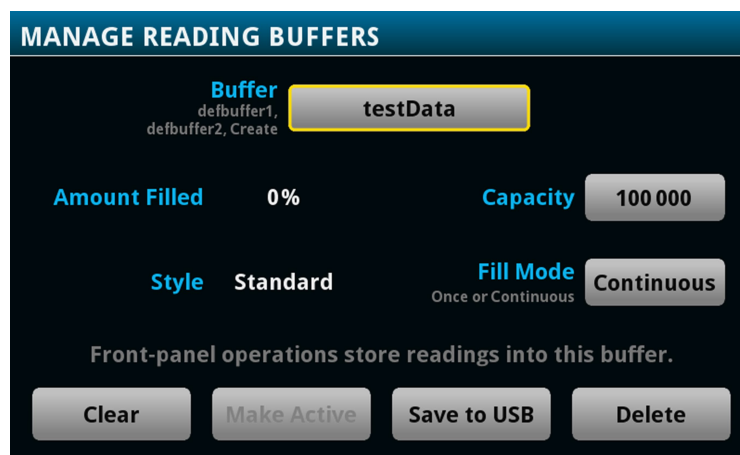 MANAGE READING BUFFERS
Buffer
defbuffer1,
defbuffer2, Create
testData
Amount Filled 0% Capacity 100 000
Style Standard Fill Mode
Once or Continuous Continuous
Front-panel operations store readings into this buffer.
Clear Make Active Save to USB Delete